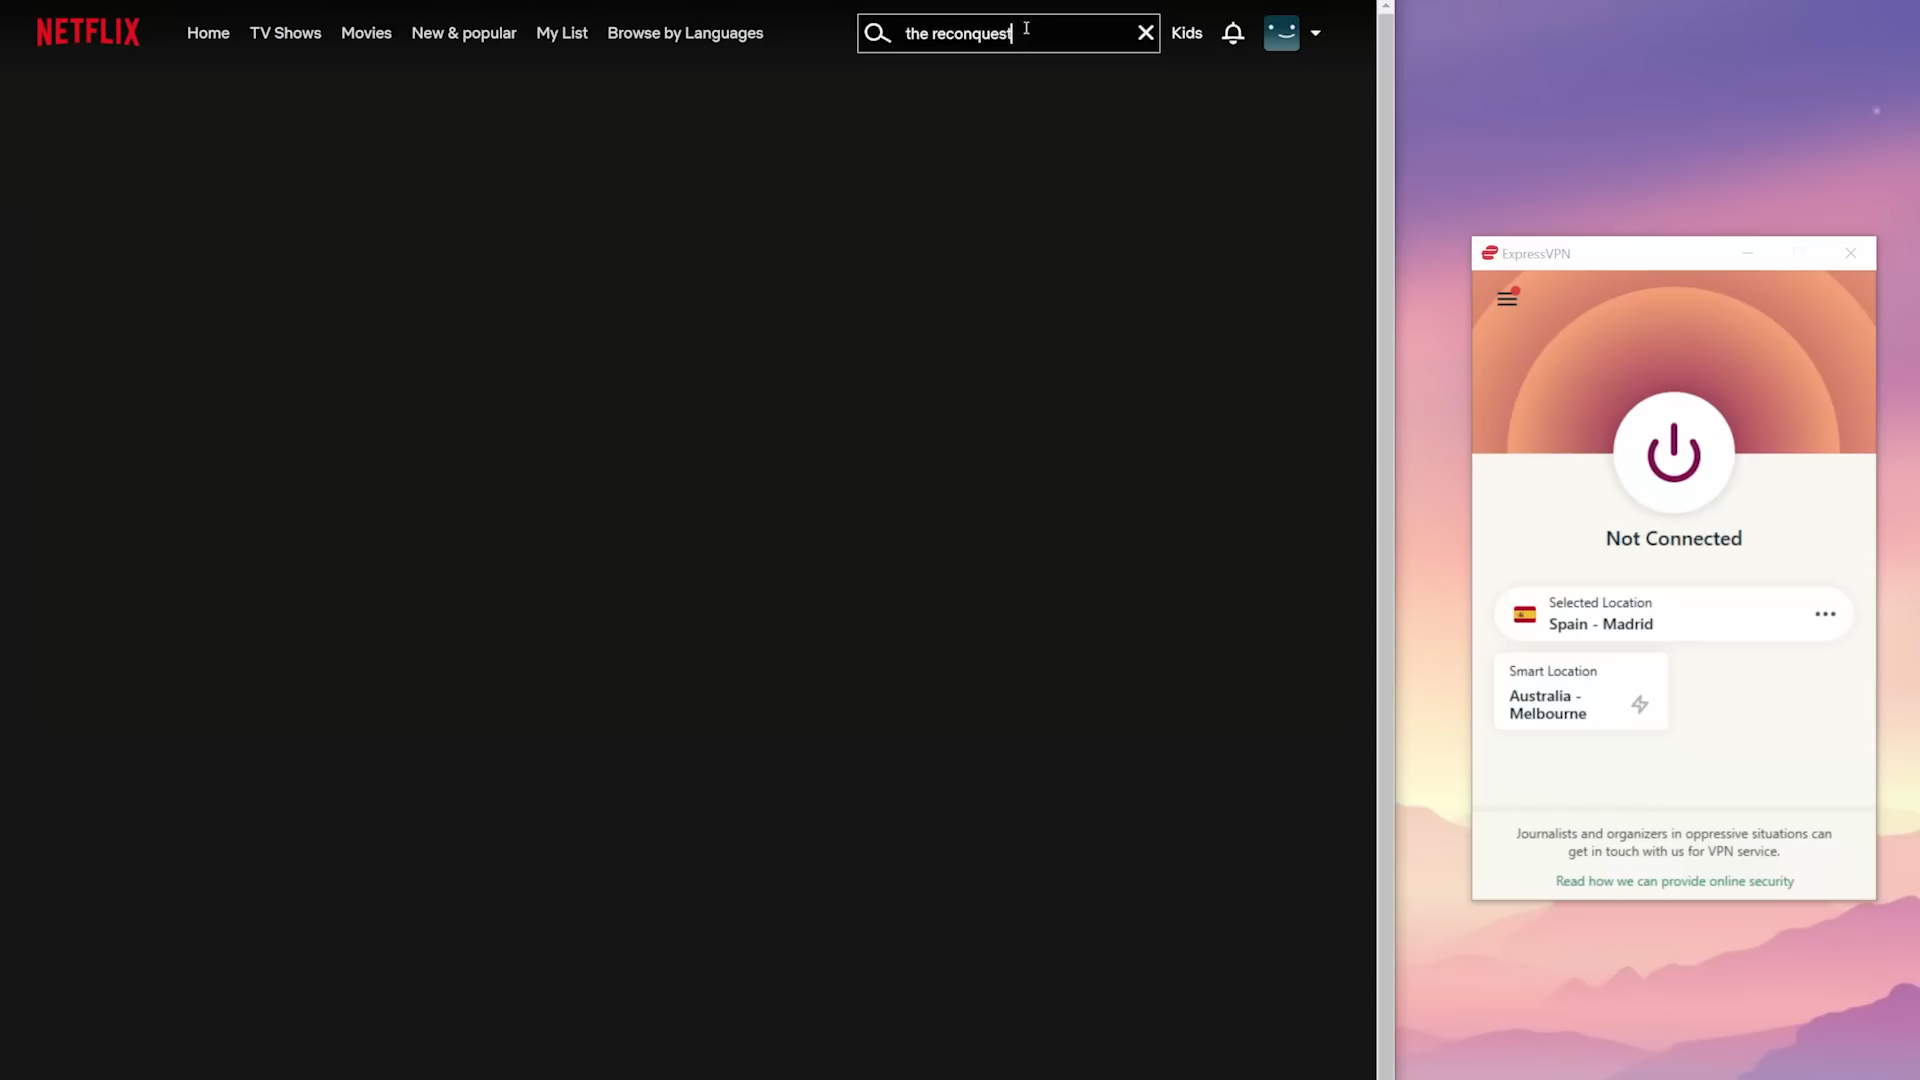 NETFLIX
Home TV Shows Movies New & popular My List Browse by Languages
the reconquest
Kids
ExpressVPN
Not Connected
Selected Location
Spain - Madrid
Smart Location
Australia -
Melbourne
Journalists and organizers in oppressive situations can
get in touch with us for VPN service.
Read how we can provide online security